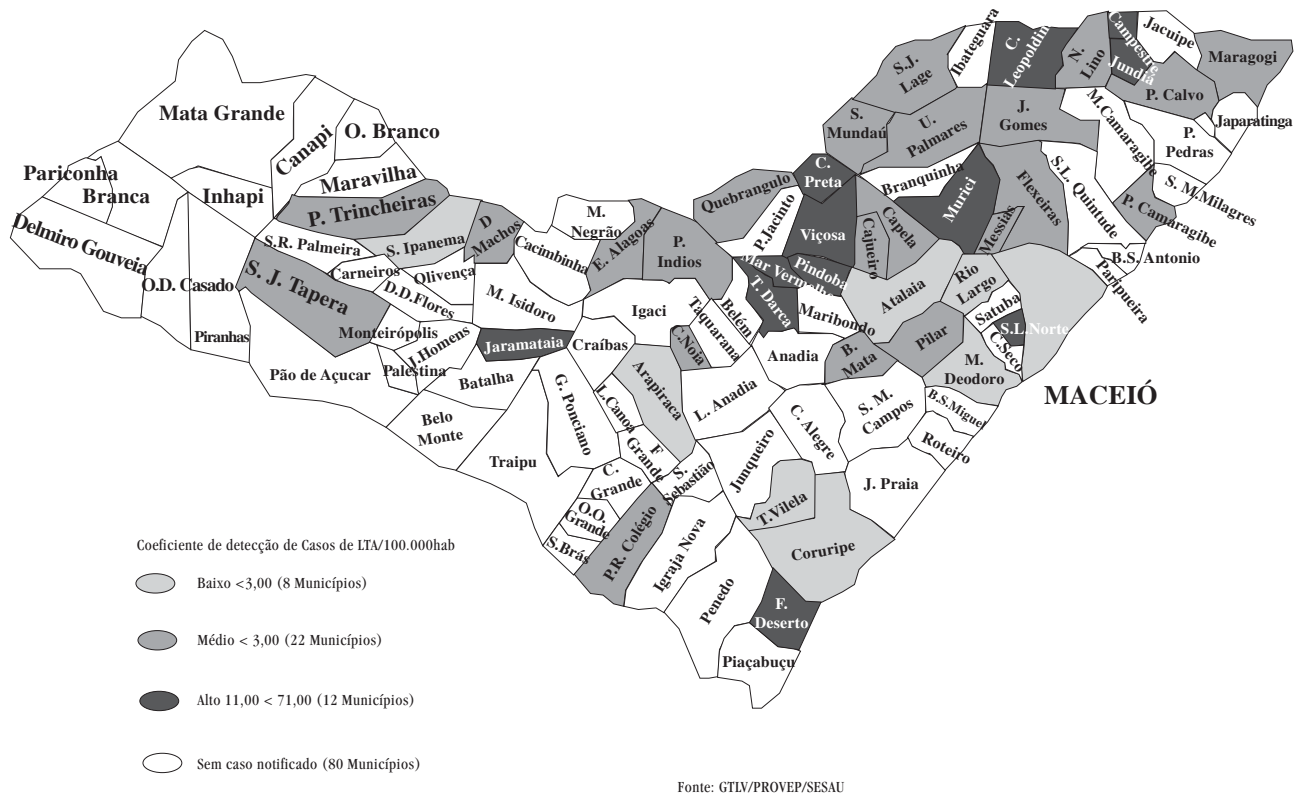 Ibateguara
C.
Leopoldin
N.
Lino
Campestre
Jundiá
Jacuipe
Maragogi
S.J.
Lage
P. Calvo
Mata Grande
Canapi
O. Branco
S.
Mundaú
U.
Palmares
J.
Gomes
M.Camaragibe
P.
Pedras
Japaratinga
Pariconha
Branca
Inhapi
Maravilha
P. Trincheiras
Quebrangulo
C.
Preta
Branquinha
Murici
Flexeiras
S.L. Quitude
S. M.Milagres
P. Camaragibe
Delmiro Gouveia
S.R. Palmeira
S. Ipanema
D
Machos
M.
Negrão
Cacimbinha
E. Alagoas
P.
Indios
P.Jacinto
Viçosa
Cajueiro
Capela
Messias
B.S. Antonio
Paripueira
O.D. Casado
S. J. Tapera
Carneiros
Olivença
D.D.Flores
M. Isidoro
Mar Vermelho
Pindoba
T. Darca
Atalaia
Rio
Largo
Satuba
S.L.Norte
Piranhas
Monteirópolis
J.Homens
Jaramataia
Craíbas
Igaci
Taquarana
Belém
Maribondo
C.Noia
Anadia
B.
Mata
Pilar
C.Seco
M.
Deodoro
MACEIÓ
Pão de Açucar
Palestina
Batalha
Belo
Monte
G. Ponciano
L.Canoa
Arapiraca
L. Anadia
C. Alegre
S. M.
Campos
B.S.Miguel
Roteiro
Traipu
F
Grande
C.
Grande
S.
Sebastião
Junqueiro
J. Praia
O.O.
Grande
S.Brás
P.R. Colégio
Igraja Nova
T.Vilela
Coruripe
Penedo
F.
Deserto
Piaçabuçu
Coeficiente de detecção de Casos de LTA/100.000hab
Baixo <3,00 (8 Municípios)
Médio < 3,00 (22 Municípios)
Alto 11,00 < 71,00 (12 Municípios)
Sem caso notificado (80 Municípios)
Fonte: GTLV/PROVEP/SESAU